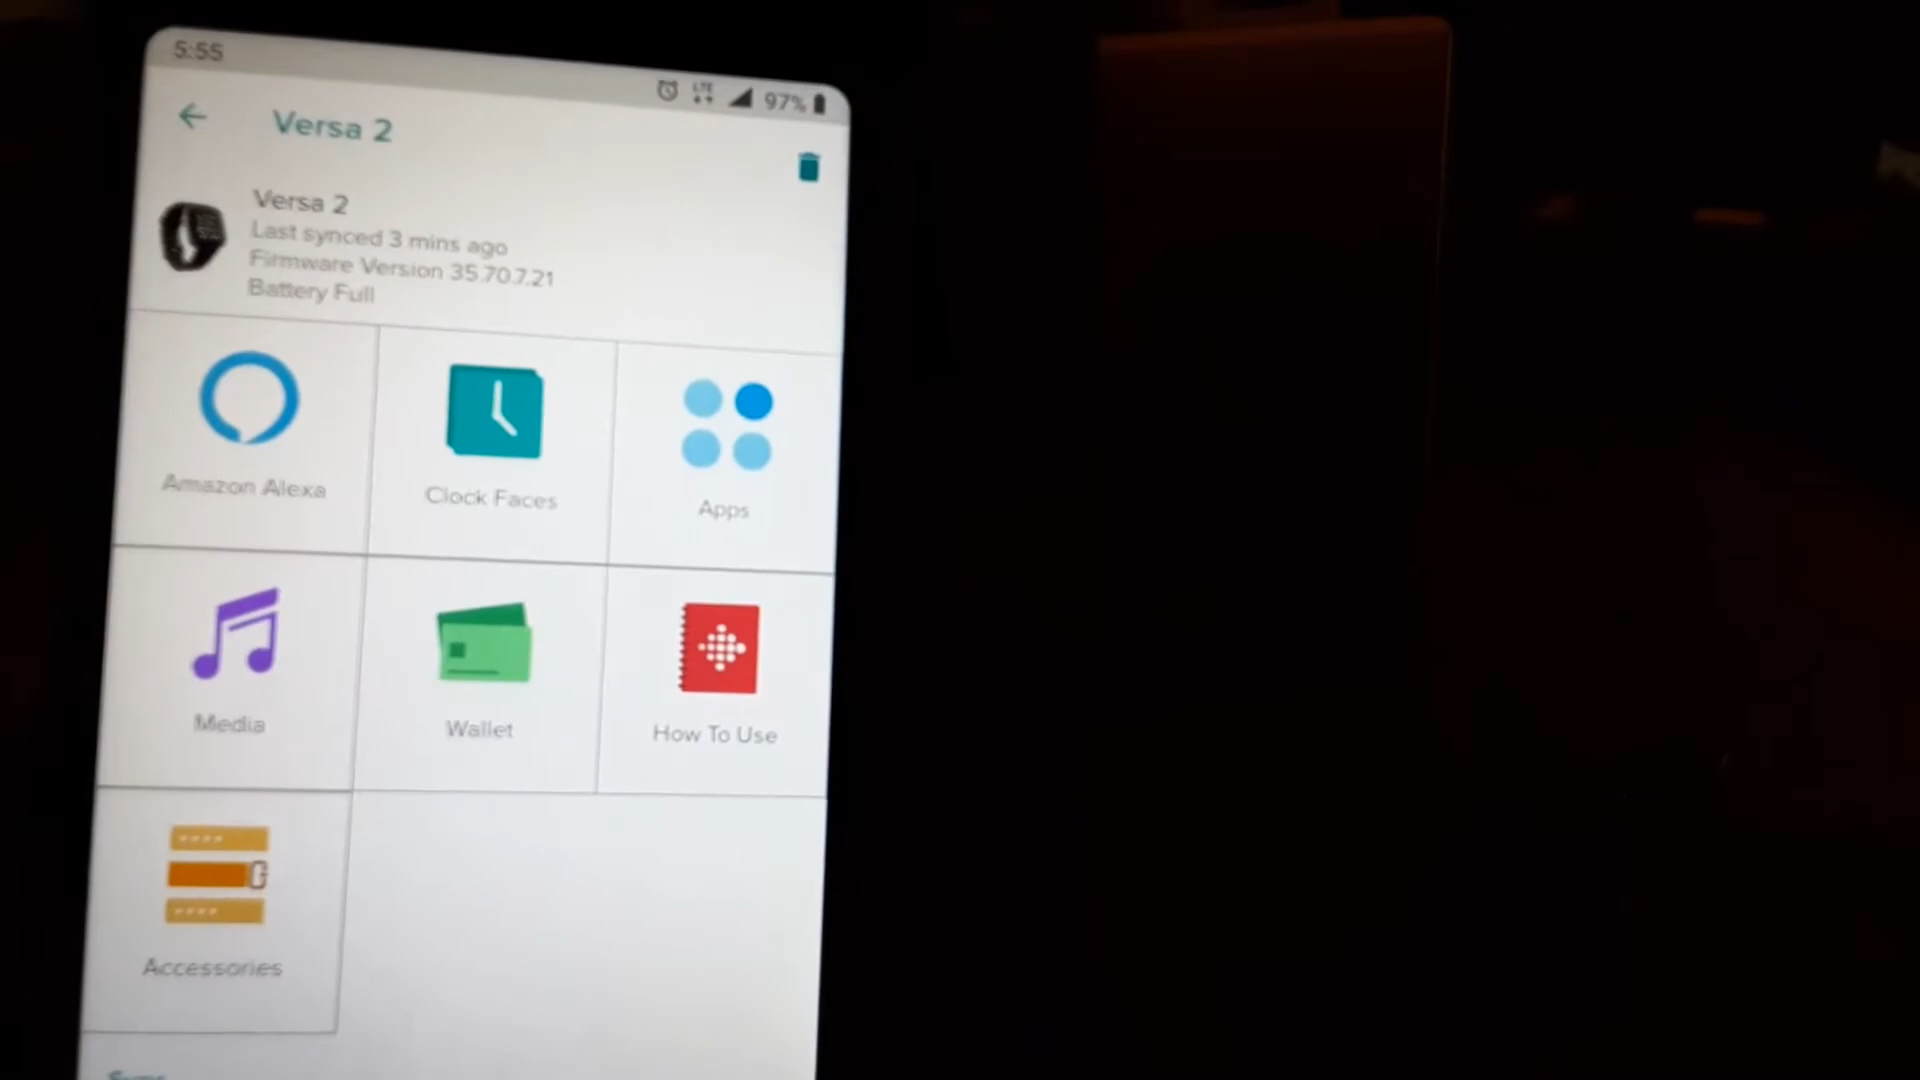 5:55
LTE
97%
Versa 2
Versa 2
Last synced 3 mins ago
Firmware Version 35.70.7.21
Battery Full
Amazon Alexa
Clock Faces
Apps
Media
Wallet
How To Use
Accessories